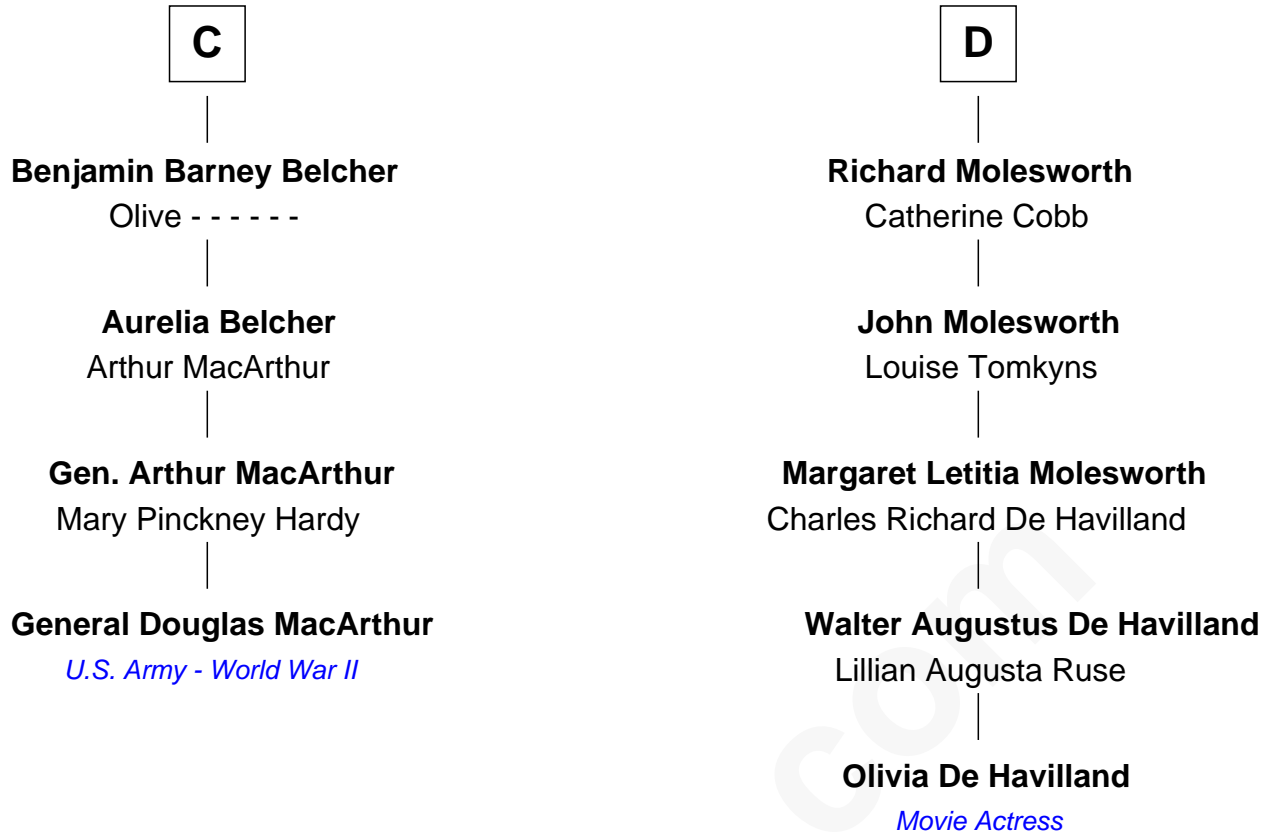 C
Benjamin Barney Belcher
Olive - - - - - -
Aurelia Belcher
Arthur MacArthur
Gen. Arthur MacArthur
Mary Pinckney Hardy
General Douglas MacArthur
U.S. Army - World War II
D
Richard Molesworth
Catherine Cobb
John Molesworth
Louise Tomkyns
Margaret Letitia Molesworth
Charles Richard De Havilland
Walter Augustus De Havilland
Lillian Augusta Ruse
Olivia De Havilland
Movie Actress
com